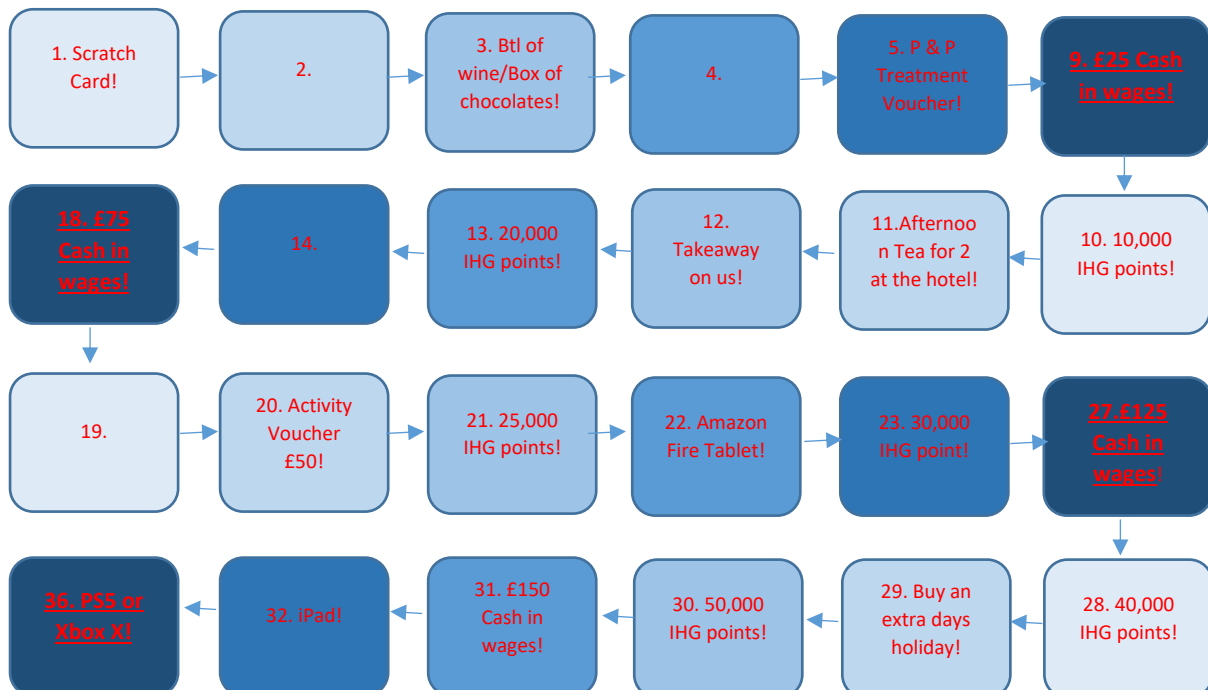 1. Scratch
Card!
2.
3. Btl of
wine/Box of
chocolates!
4.
5. P & P
Treatment
Voucher!
9. £25 Cash
in wages!
18. £75
Cash in
wages!
14.
13. 20,000
IHG points!
12.
Takeaway
on us!
11.Afternoo
n Tea for 2
at the hotel!
10. 10,000
IHG points!
19.
20. Activity
Voucher
£50!
21. 25,000
IHG points!
22. Amazon
Fire Tablet!
23. 30,000
IHG point!
27.£125
Cash in
wages!
36. PS5 or
Xbox X!
32. iPad!
31. £150
Cash in
wages!
30. 50,000
IHG points!
29. Buy an
extra days
holiday!
28. 40,000
IHG points!